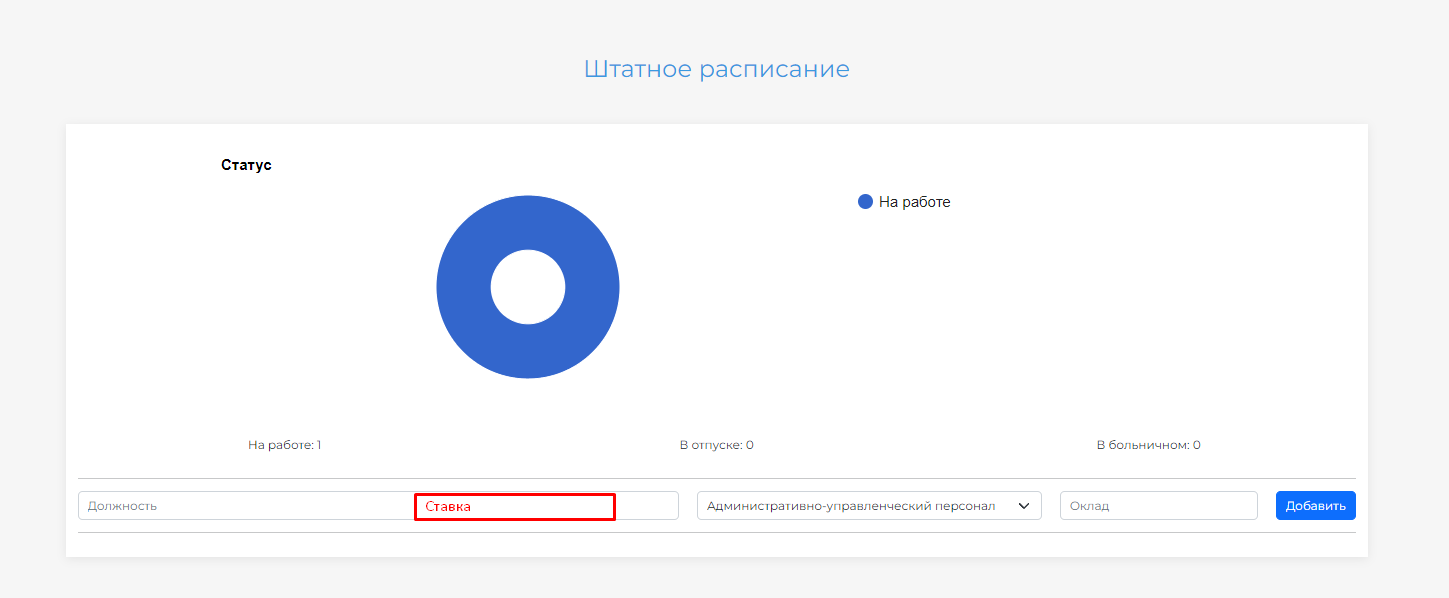 Штатное расписание
Статус
На работе
На работе: 1
В отпуске: 0
В больничном: 0
Должность
Ставка
Административно-управленческий персонал
Оклад
Добавить